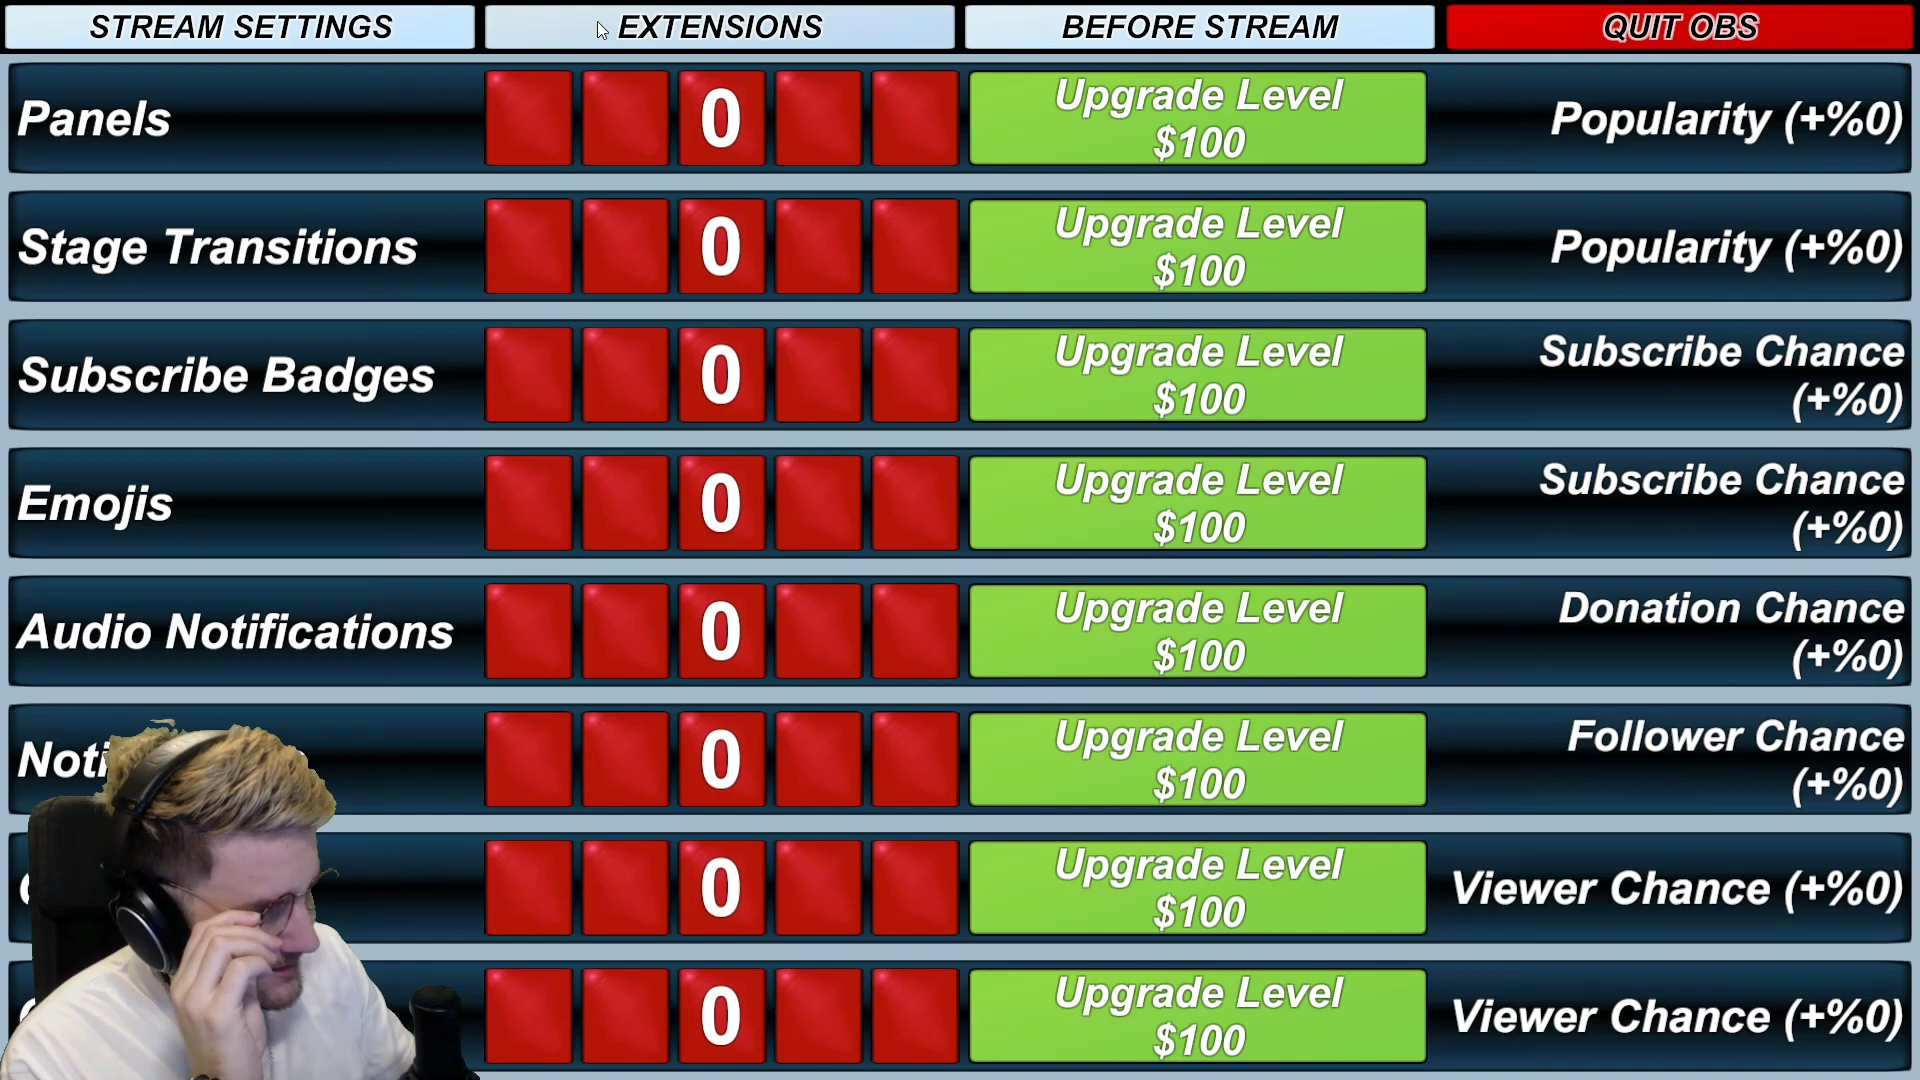 STREAM SETTINGS EXTENSIONS BEFORE STREAM QUIT OBS
Panels 0 Upgrade Level $100 Popularity (+%0)
Stage Transitions 0 Upgrade Level $100 Popularity (+%0)
Subscribe Badges 0 Upgrade Level $100 Subscribe Chance (+%0)
Emojis 0 Upgrade Level $100 Subscribe Chance (+%0)
Audio Notifications 0 Upgrade Level $100 Donation Chance (+%0)
0 Upgrade Level $100 Follower Chance (+%0)
0 Upgrade Level $100 Viewer Chance (+%0)
0 Upgrade Level $100 Viewer Chance (+%0)